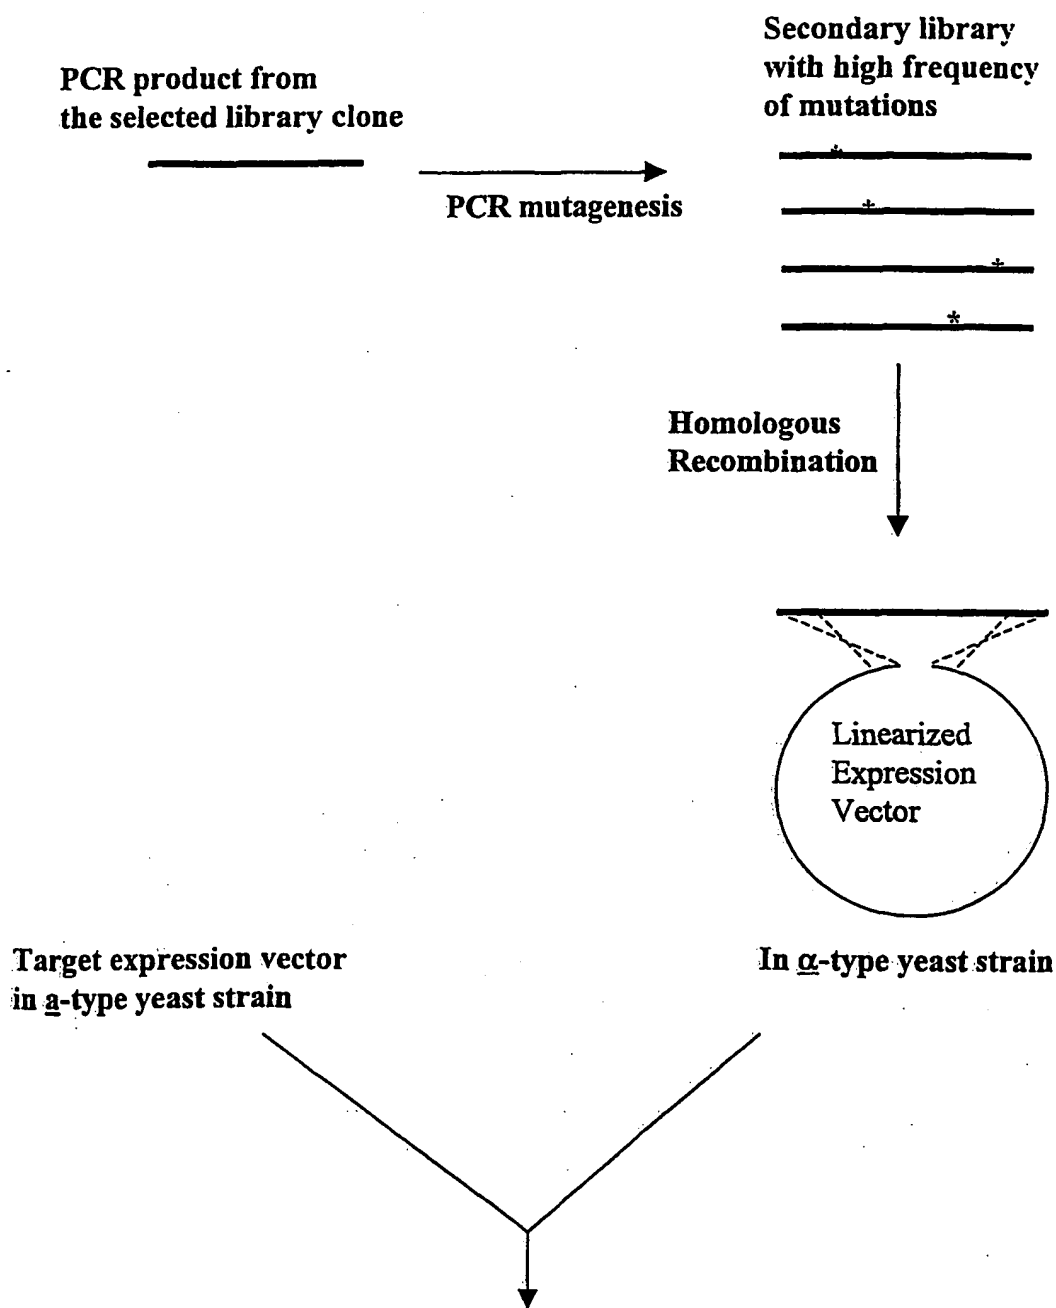 PCR product from
the selected library clone
PCR mutagenesis
Secondary library
with high frequency
of mutations
*
*
*
*
Homologous
Recombination
Linearized
Expression
Vector
Target expression vector
in a-type yeast strain
In α-type yeast strain